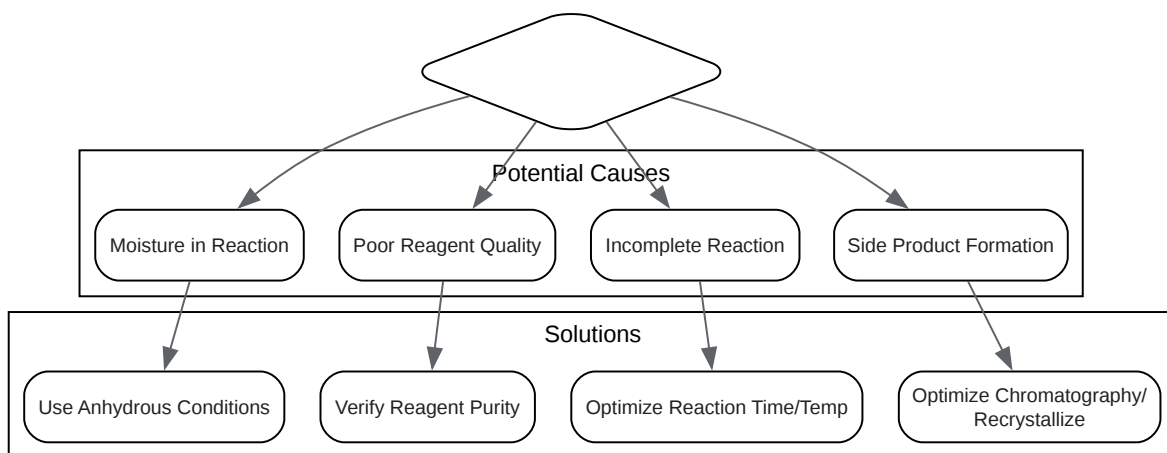 Potential Causes
Moisture in Reaction
Poor Reagent Quality
Incomplete Reaction
Side Product Formation
Solutions
Use Anhydrous Conditions
Verify Reagent Purity
Optimize Reaction Time/Temp
Optimize Chromatography/
Recrystallize